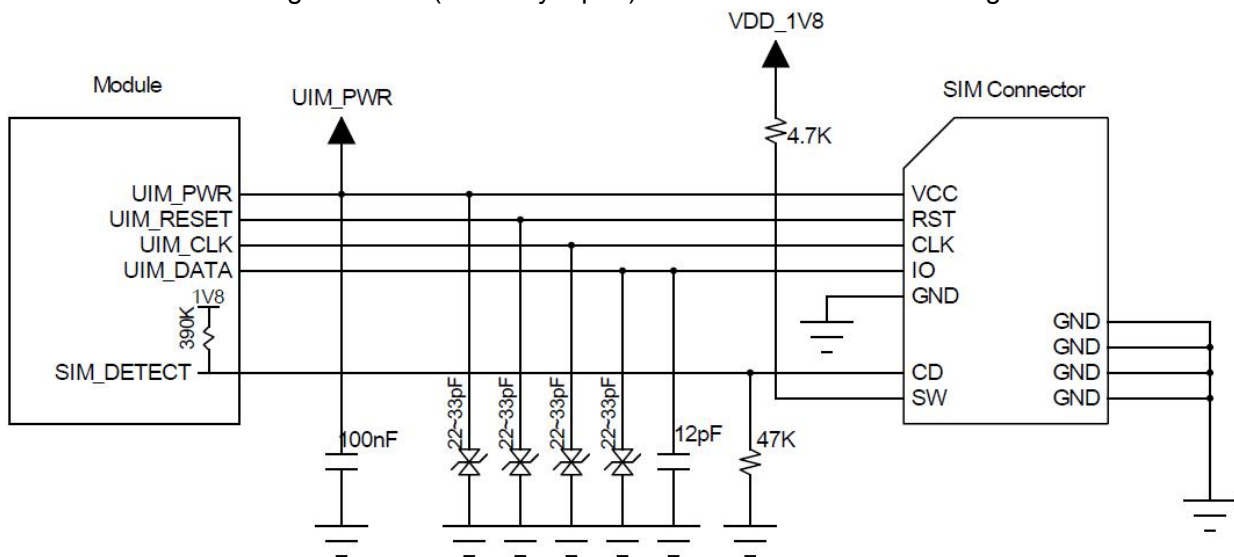 VDD_1V8
Module
UIM_PWR
SIM Connector
4.7K
UIM_PWR
VCC
UIM_RESET
RST
UIM_CLK
CLK
UIM_DATA
IO
1V8
GND
390K
GND
GND
SIM_DETECT
CD
GND
SW
GND
100nF
22~33pF
22~33pF
22~33pF
22~33pF
12pF
47K